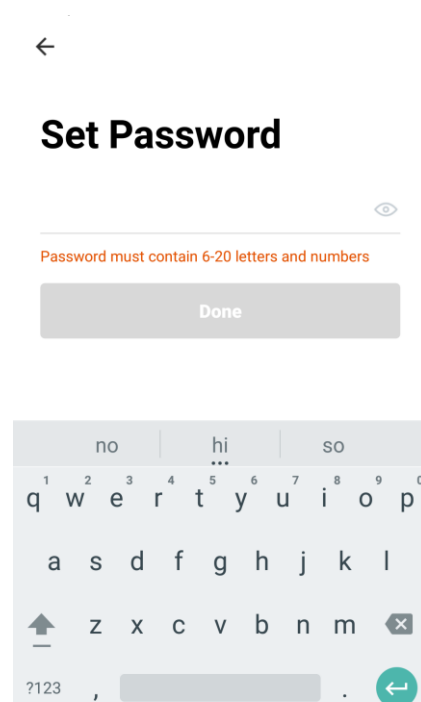 Set Password
Password must contain 6-20 letters and numbers
Done
no hi so
1 2 3 4 5 6 7 8 9 0
q w e r t y u i o p
a s d f g h j k l
z x c v b n m
?123 , .